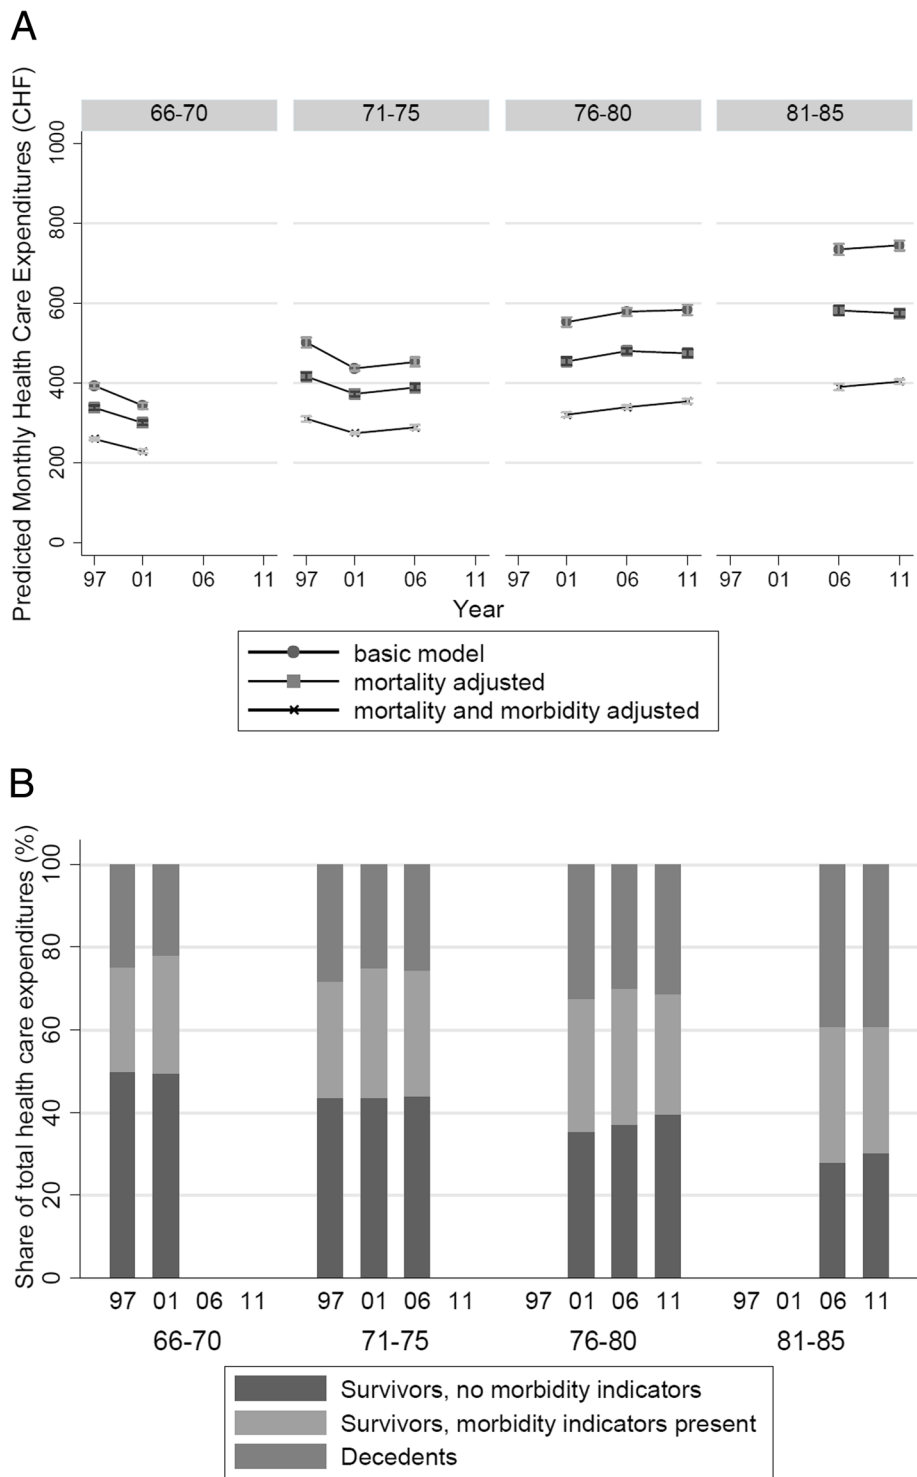 A
Predicted Monthly Health Care Expenditures (CHF)
66-70 71-75 76-80 81-85
1000
800
600
400
200
0
97 01 06 11 97 01 06 11 97 01 06 11 97 01 06 11
Year
basic model
mortality adjusted
mortality and morbidity adjusted
B
Share of total health care expenditures (%)
100
80
60
40
20
0
97 01 06 11 97 01 06 11 97 01 06 11 97 01 06 11
66-70 71-75 76-80 81-85
Survivors, no morbidity indicators
Survivors, morbidity indicators present
Decedents